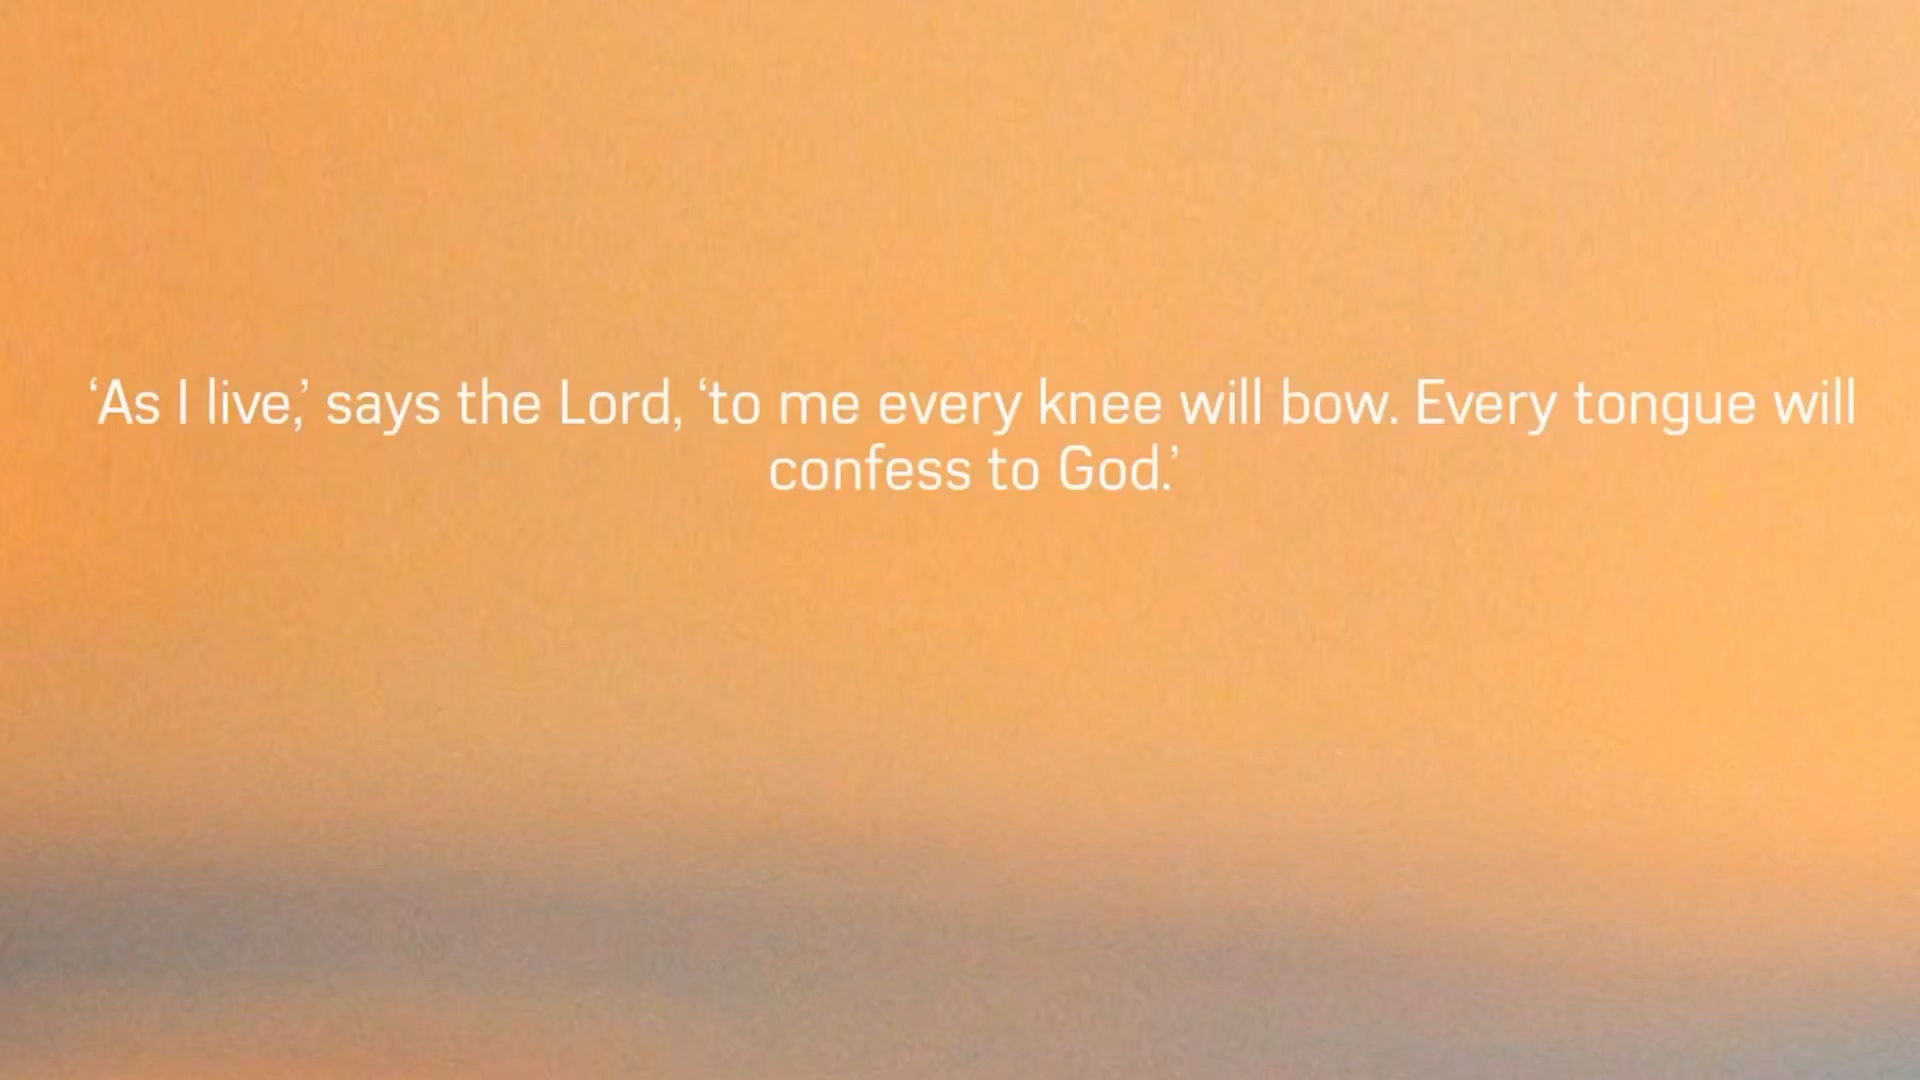 ‘As I live,’ says the Lord, ‘to me every knee will bow. Every tongue will
confess to God.’